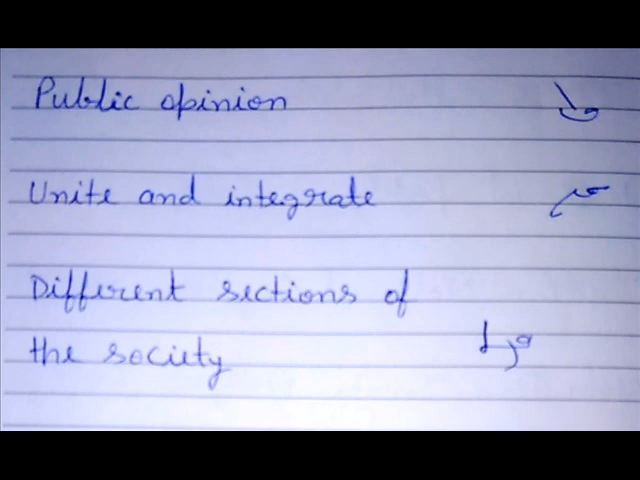 Public opinion
Unite and integrate
Different sections of
the society